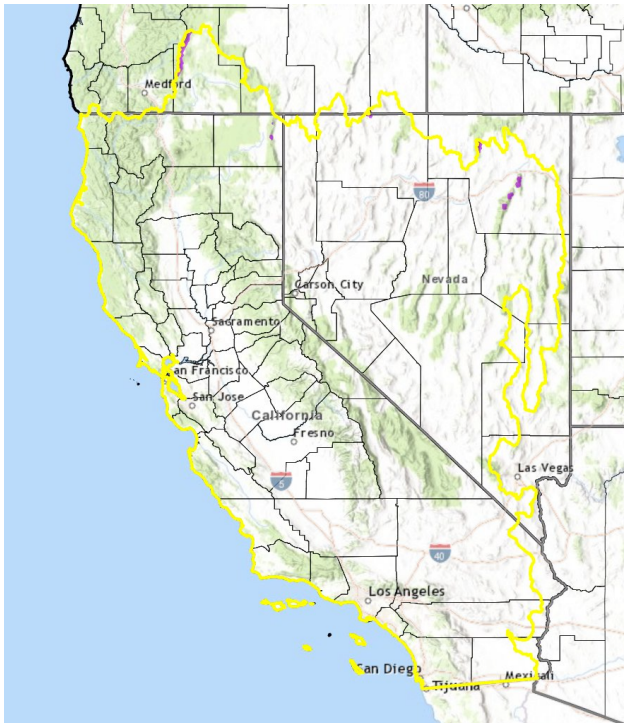 Medford
80
Nevada
Carson City
Sacramento
an Francisco
San Jose
California
Fresno
5
Las Vegas
40
Los Angeles
San Diego
Tijuana
Mexicali